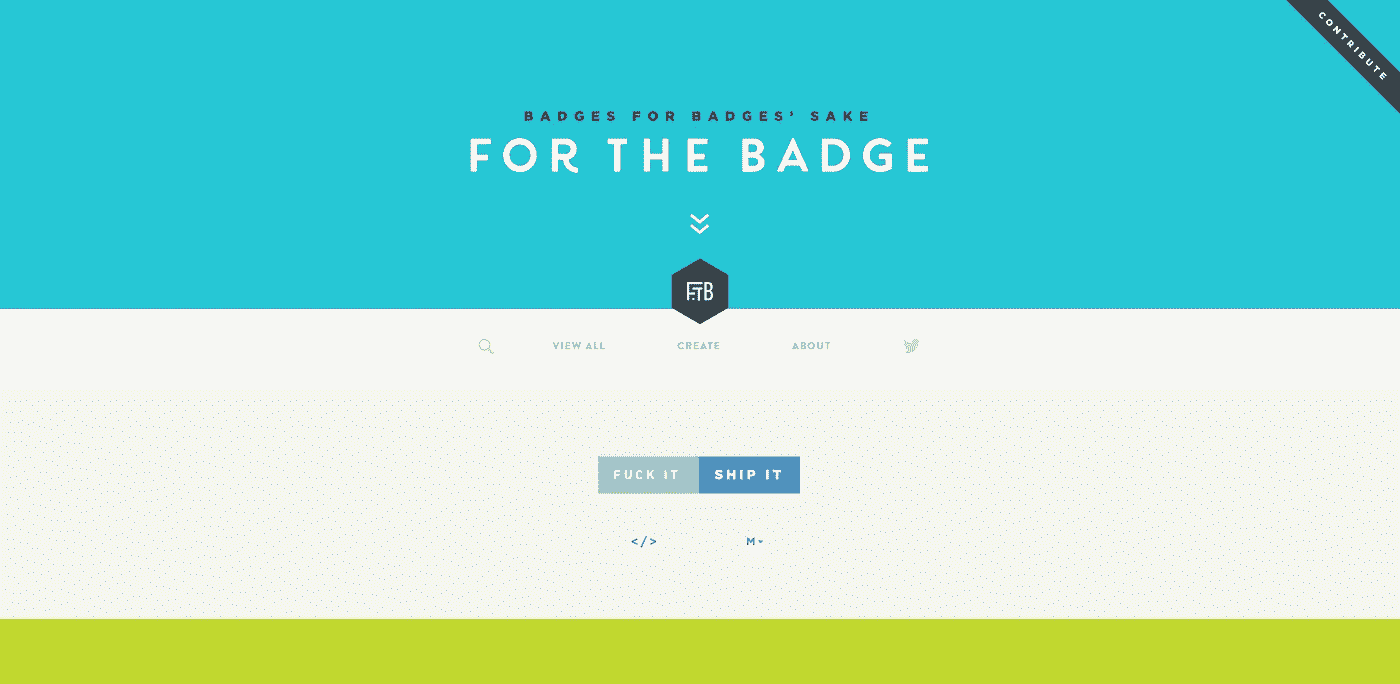 CONTRIBUTE
BADGES FOR BADGES' SAKE
FOR THE BADGE
FTB
VIEW ALL CREATE ABOUT
FUCK IT SHIP IT
</> M